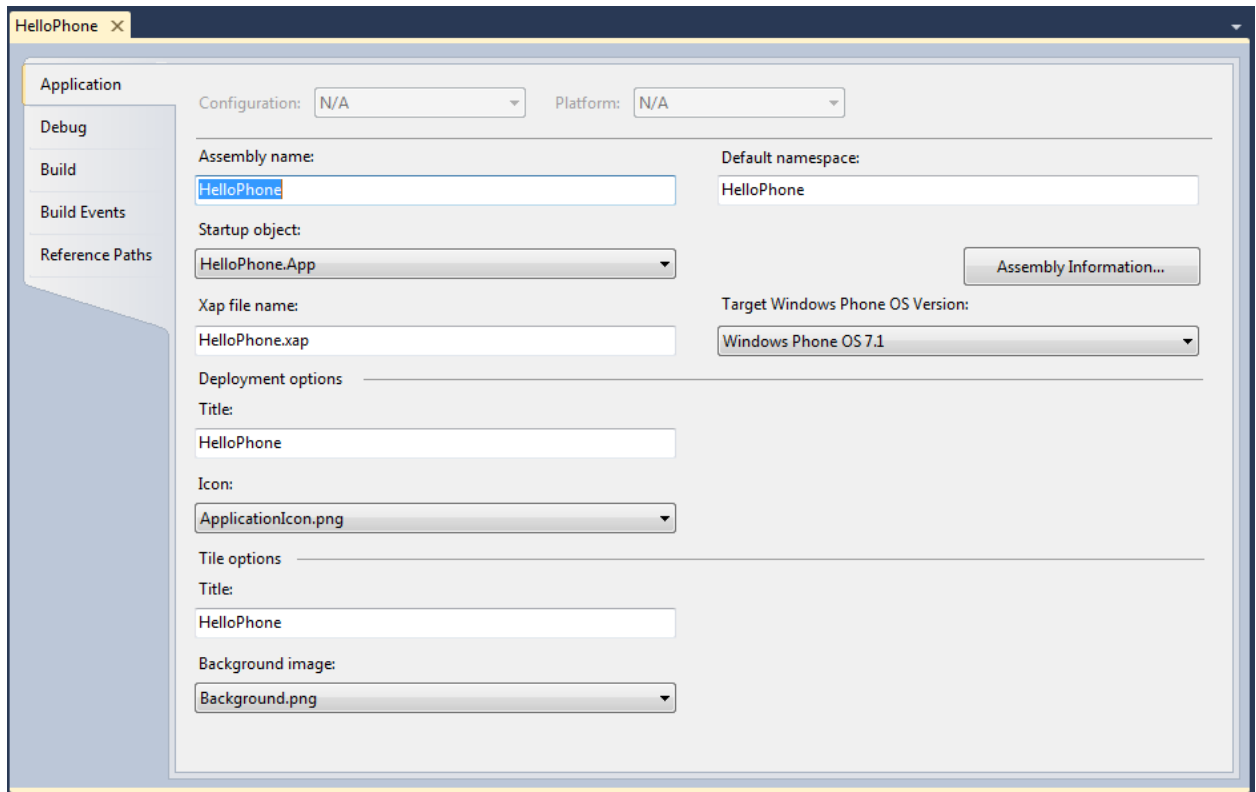 HelloPhone
Application
Debug
Build
Build Events
Reference Paths
Configuration: N/A Platform: N/A
Assembly name: Default namespace:
HelloPhone HelloPhone
Startup object:
HelloPhone.App Assembly Information...
Xap file name: Target Windows Phone OS Version:
HelloPhone.xap Windows Phone OS 7.1
Deployment options
Title:
HelloPhone
Icon:
ApplicationIcon.png
Tile options
Title:
HelloPhone
Background image:
Background.png